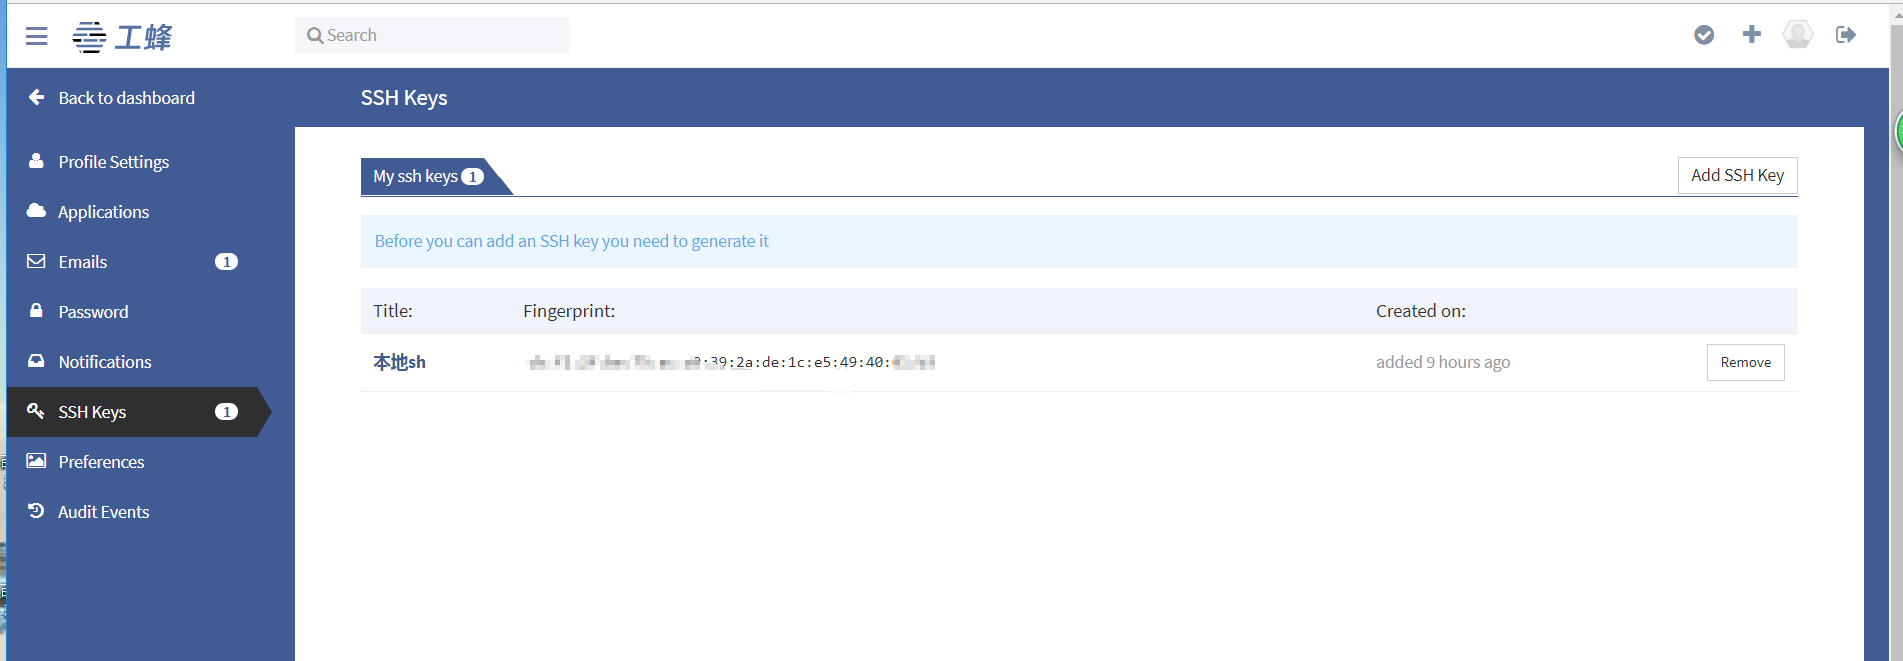 工蜂
Search
Back to dashboard
SSH Keys
Profile Settings
Applications
Emails 1
Password
Notifications
SSH Keys 1
Preferences
Audit Events
My ssh keys 1
Add SSH Key
Before you can add an SSH key you need to generate it
Title: Fingerprint: Created on:
本地sh :39:2a:de:1c:e5:49:40: added 9 hours ago Remove